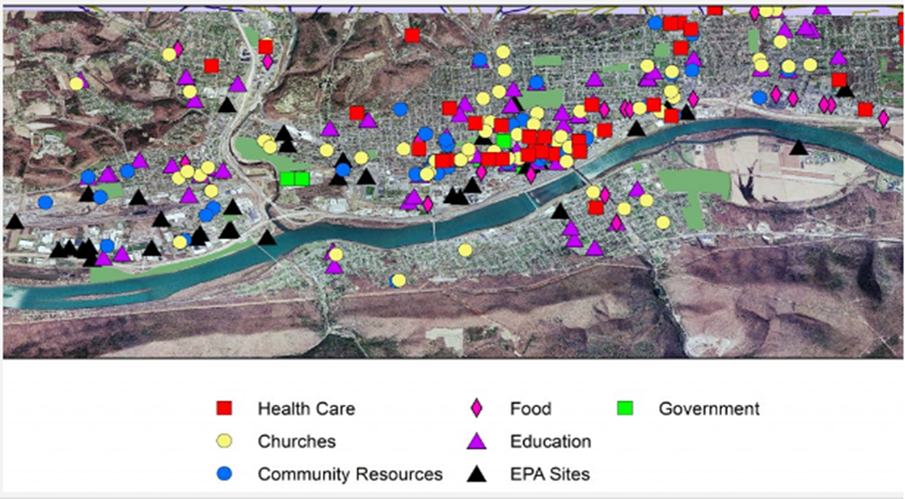 Health Care
Food
Government
Churches
Education
Community Resources
EPA Sites